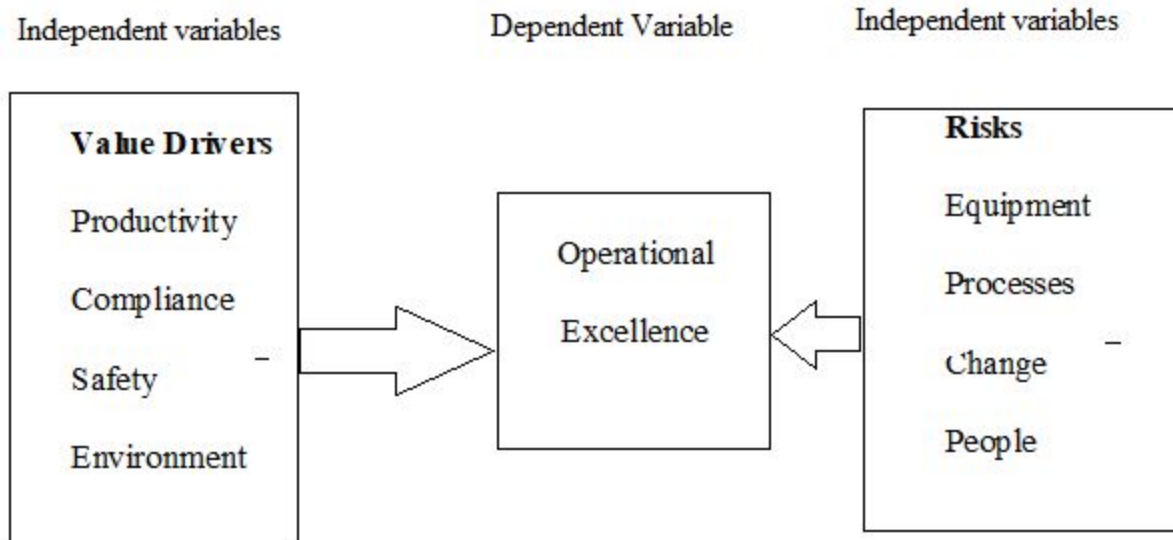 Independent variables
Dependent Variable
Independent variables
Value Drivers
Productivity
Compliance
Safety
Environment
Operational
Excellence
Risks
Equipment
Processes
Change
People